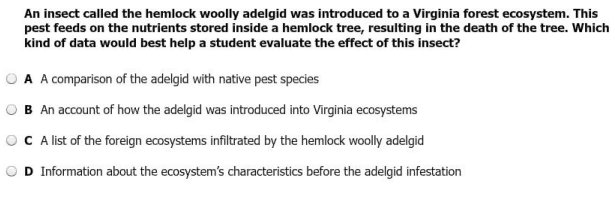 An insect called the hemlock woolly adelgid was introduced to a Virginia forest ecosystem. This
pest feeds on the nutrients stored inside a hemlock tree, resulting in the death of the tree. Which
kind of data would best help a student evaluate the effect of this insect?
A A comparison of the adelgid with native pest species
B An account of how the adelgid was introduced into Virginia ecosystems
C A list of the foreign ecosystems infiltrated by the hemlock woolly adelgid
D Information about the ecosystem's characteristics before the adelgid infestation